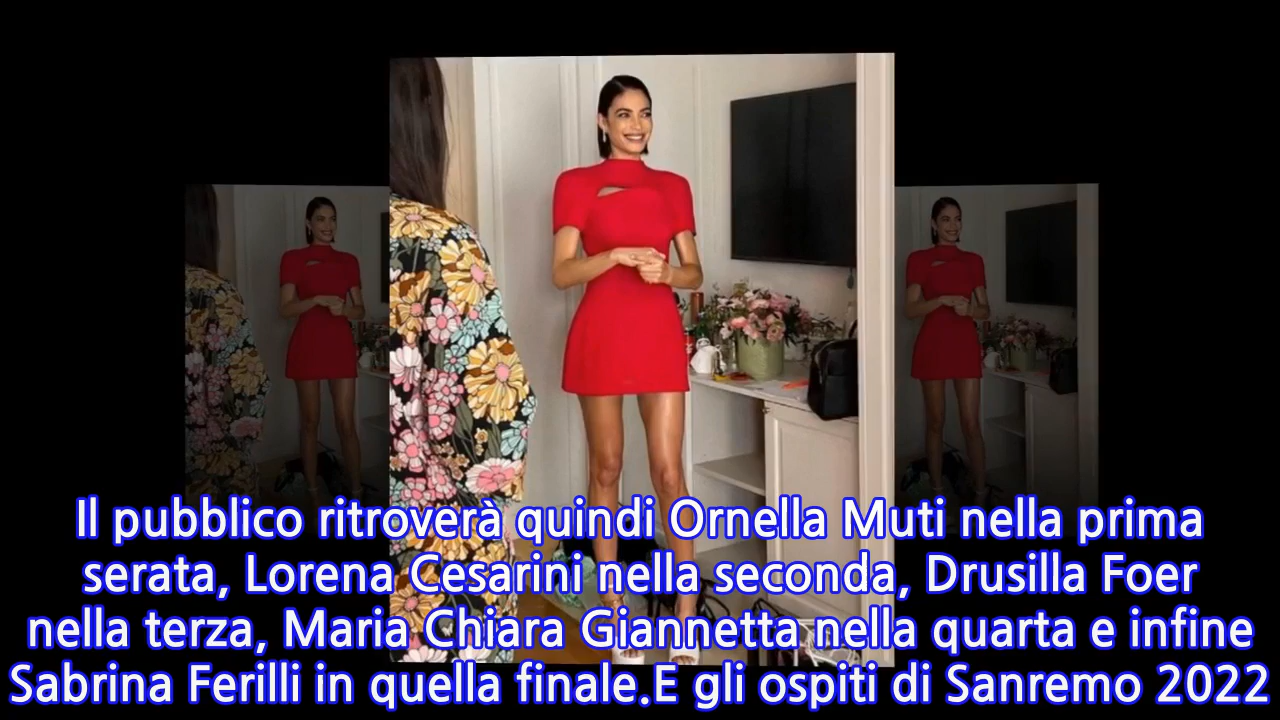 Il pubblico ritroverà quindi Ornella Muti nella prima
serata, Lorena Cesarini nella seconda, Drusilla Foer
nella terza, Maria Chiara Giannetta nella quarta e infine
Sabrina Ferilli in quella finale.E gli ospiti di Sanremo 2022